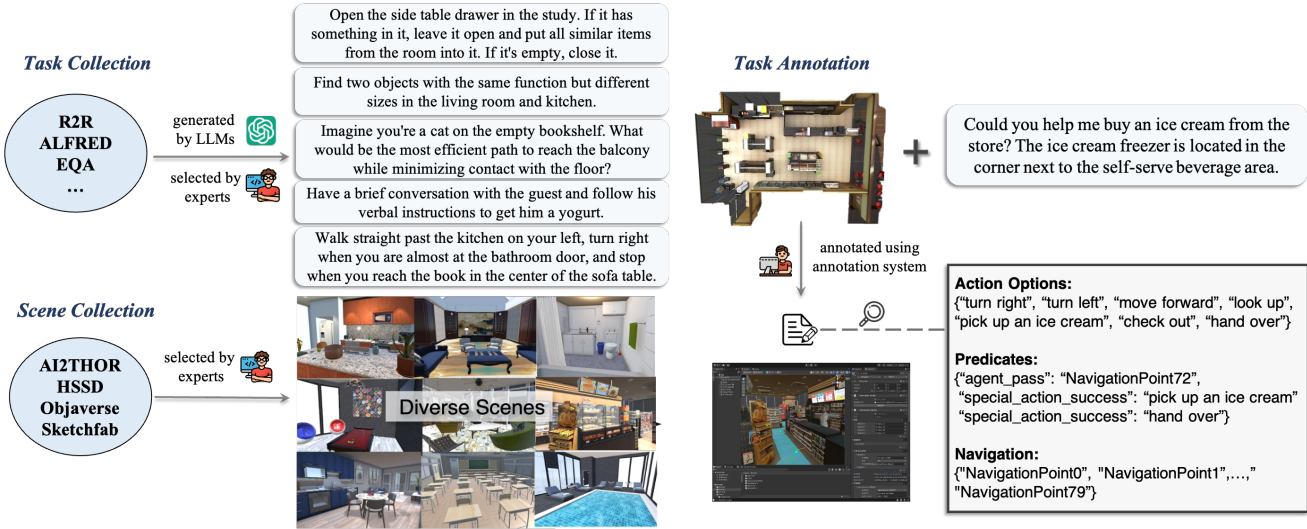 Task Collection
R2R
ALFRED
EQA
...
generated
by LLMs
selected by
experts
Open the side table drawer in the study. If it has
something in it, leave it open and put all similar items
from the room into it. If it's empty, close it.
Find two objects with the same function but different
sizes in the living room and kitchen.
Imagine you're a cat on the empty bookshelf. What
would be the most efficient path to reach the balcony
while minimizing contact with the floor?
Have a brief conversation with the guest and follow his
verbal instructions to get him a yogurt.
Walk straight past the kitchen on your left, turn right
when you are almost at the bathroom door, and stop
when you reach the book in the center of the sofa table.
Scene Collection
AI2THOR
HSSD
Objaverse
Sketchfab
selected by
experts
Diverse Scenes
Task Annotation
+
Could you help me buy an ice cream from the
store? The ice cream freezer is located in the
corner next to the self-serve beverage area.
annotated using
annotation system
Action Options:
{“turn right”, “turn left”, “move forward”, “look up”,
“pick up an ice cream”, “check out”, “hand over”}
Predicates:
{“agent_pass”: “NavigationPoint72”,
“special_action_success”: “pick up an ice cream”
“special_action_success”: “hand over”}
Navigation:
{"NavigationPoint0”, "NavigationPoint1”,…,”
"NavigationPoint79”}